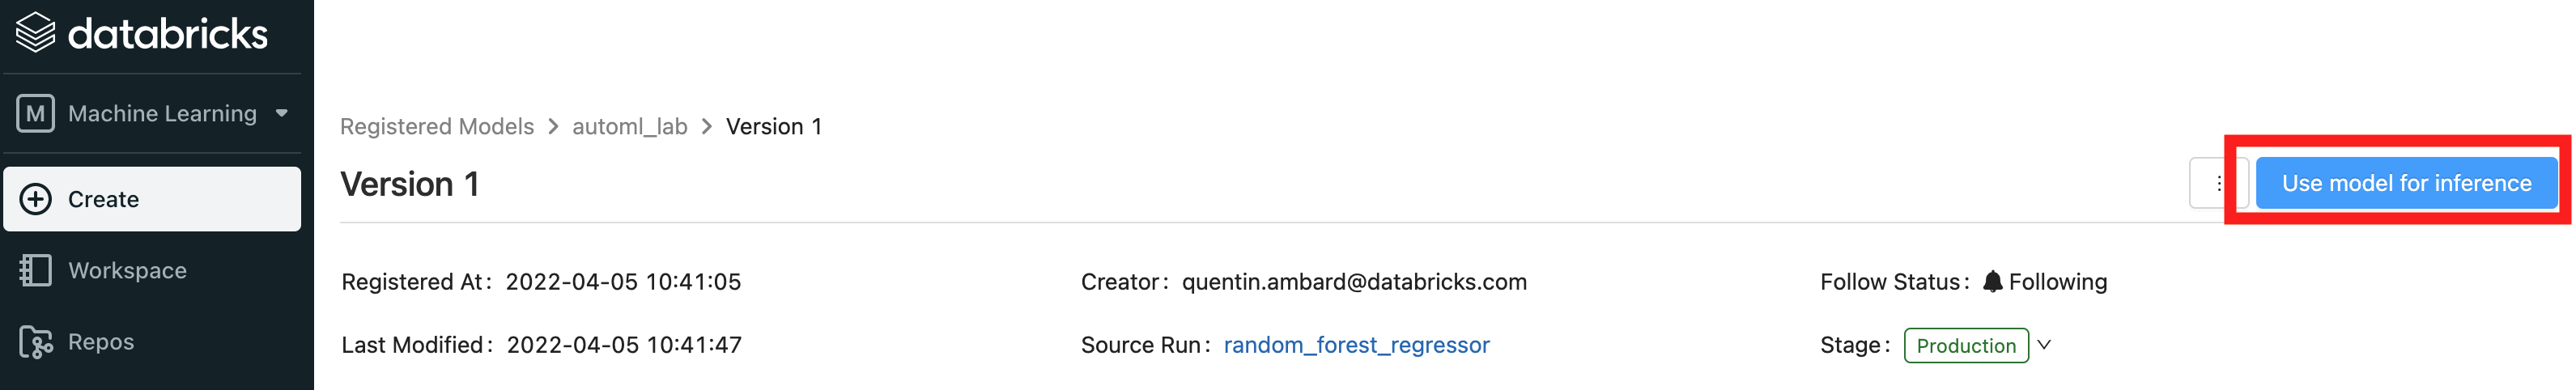 databricks
M Machine Learning
Create
Workspace
Repos
Registered Models > automl_lab > Version 1
Version 1
Use model for inference
Registered At: 2022-04-05 10:41:05
Creator: quentin.ambard@databricks.com
Follow Status: Following
Last Modified: 2022-04-05 10:41:47
Source Run: random_forest_regressor
Stage: Production